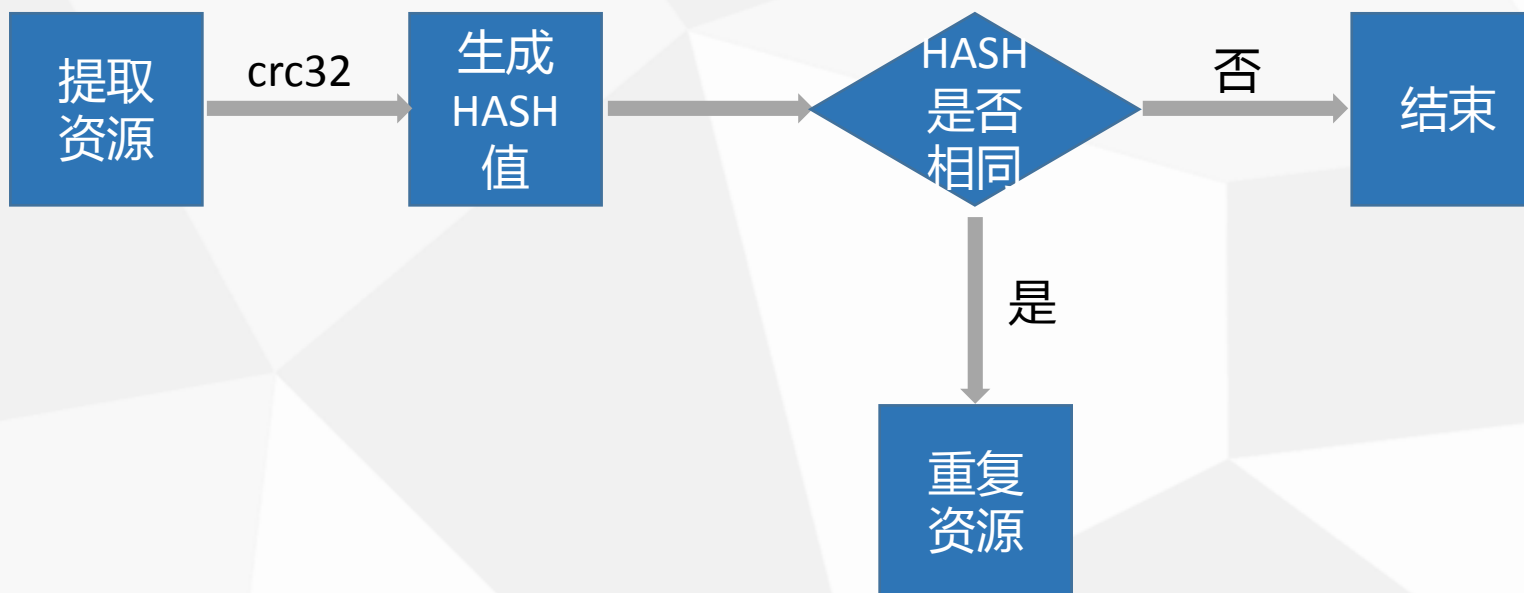 提取
资源
crc32
生成
HASH
值
HASH
是否
相同
否
结束
是
重复
资源